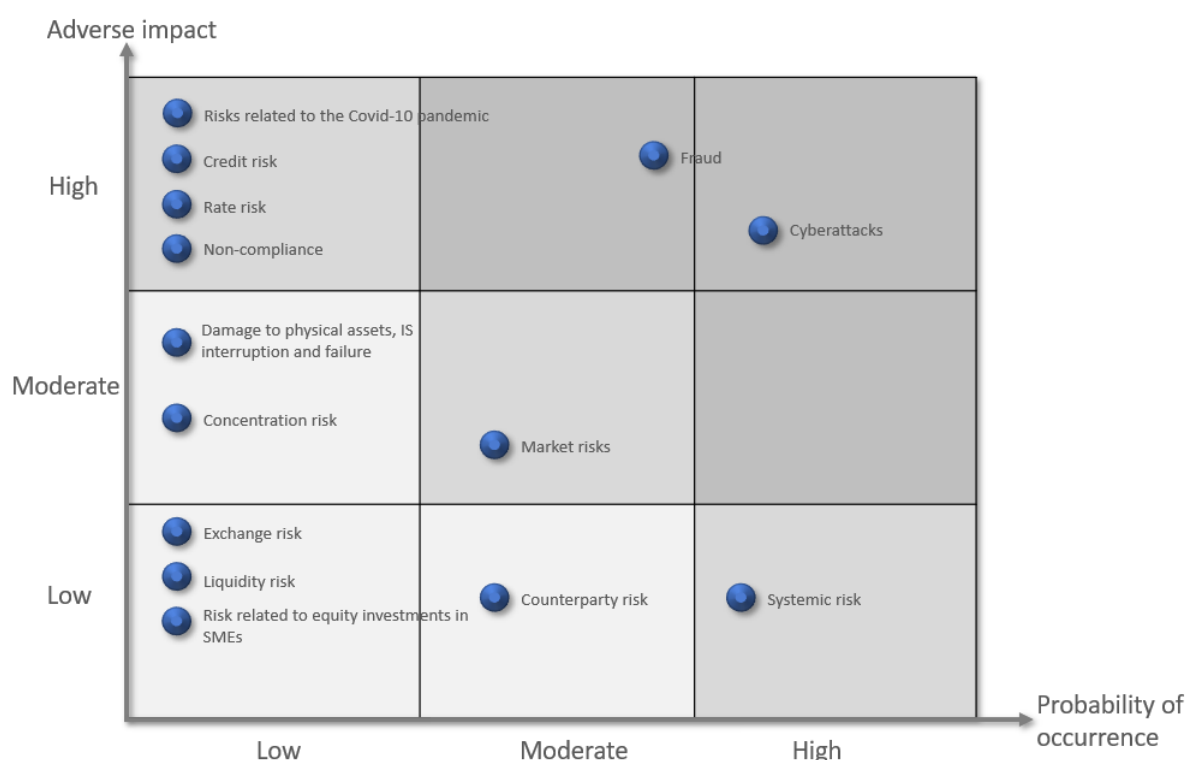 Adverse impact
Risks related to the Covid-10 pandemic
Credit risk
Fraud
High
Rate risk
Cyberattacks
Non-compliance
Damage to physical assets, IS
interruption and failure
Moderate
Concentration risk
Market risks
Exchange risk
Liquidity risk
Low
Counterparty risk
Systemic risk
Risk related to equity investments in
SMEs
Probability of
occurrence
Low
Moderate
High